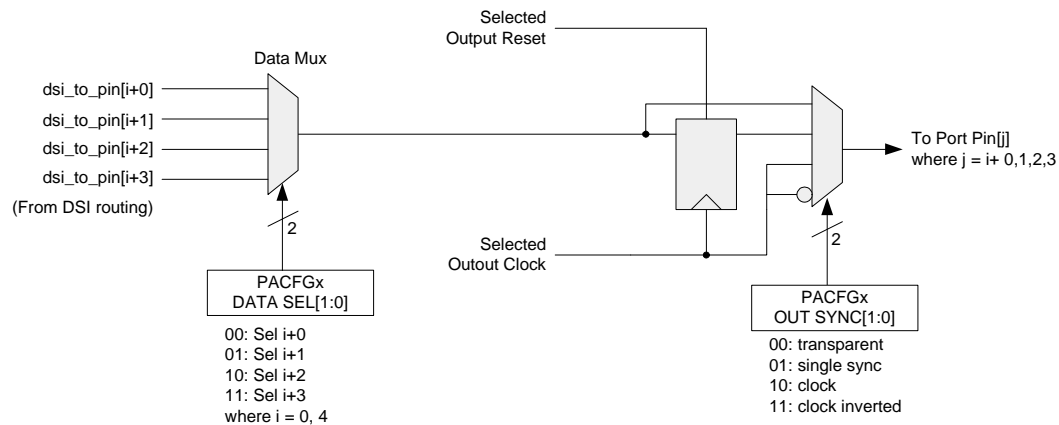 Selected
Output Reset
Data Mux
dsi_to_pin[i+0]
dsi_to_pin[i+1]
dsi_to_pin[i+2]
dsi_to_pin[i+3]
(From DSI routing)
To Port Pin[j]
where j = i+ 0,1,2,3
2
2
Selected
Outout Clock
PACFGx
DATA SEL[1:0]
00: Sel i+0
01: Sel i+1
10: Sel i+2
11: Sel i+3
where i = 0, 4
PACFGx
OUT SYNC[1:0]
00: transparent
01: single sync
10: clock
11: clock inverted